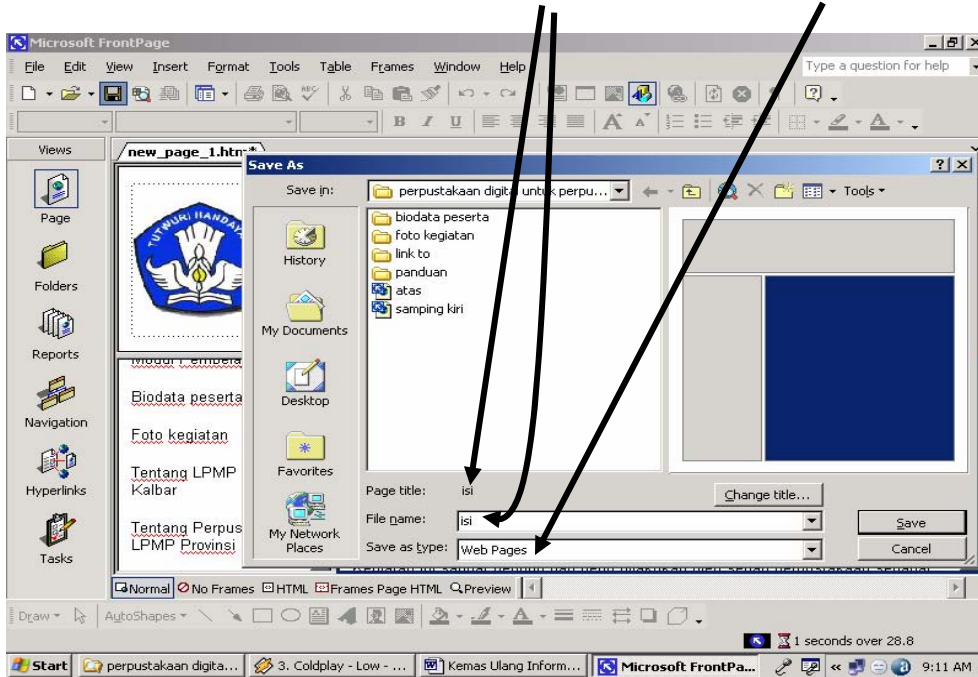 Microsoft FrontPage
File Edit View Insert Format Tools Table Frames Window Help
Type a question for help
B I U
Views
new_page_1.htm*
Save As
Save in:
perpustakaan digital untuk perpu...
Tools
Page
Folders
Reports
Navigation
Hyperlinks
Tasks
TUTWURI HANDAYA
Biodata peserta
Foto kegiatan
Tentang LPMP
Kalbar
Tentang Perpus
LPMP Provinsi
History
My Documents
Desktop
Favorites
My Network
Places
biodata peserta
foto kegiatan
link to
panduan
atas
samping kiri
Page title: isi
Change title...
File name: isi
Save
Save as type: Web Pages
Cancel
Normal No Frames HTML Frames Page HTML Preview
Draw AutoShapes
1 seconds over 28.8
Start perpustakaan digita... 3. Coldplay - Low - ... Kemas Ulang Inform... Microsoft FrontPa... 9:11 AM